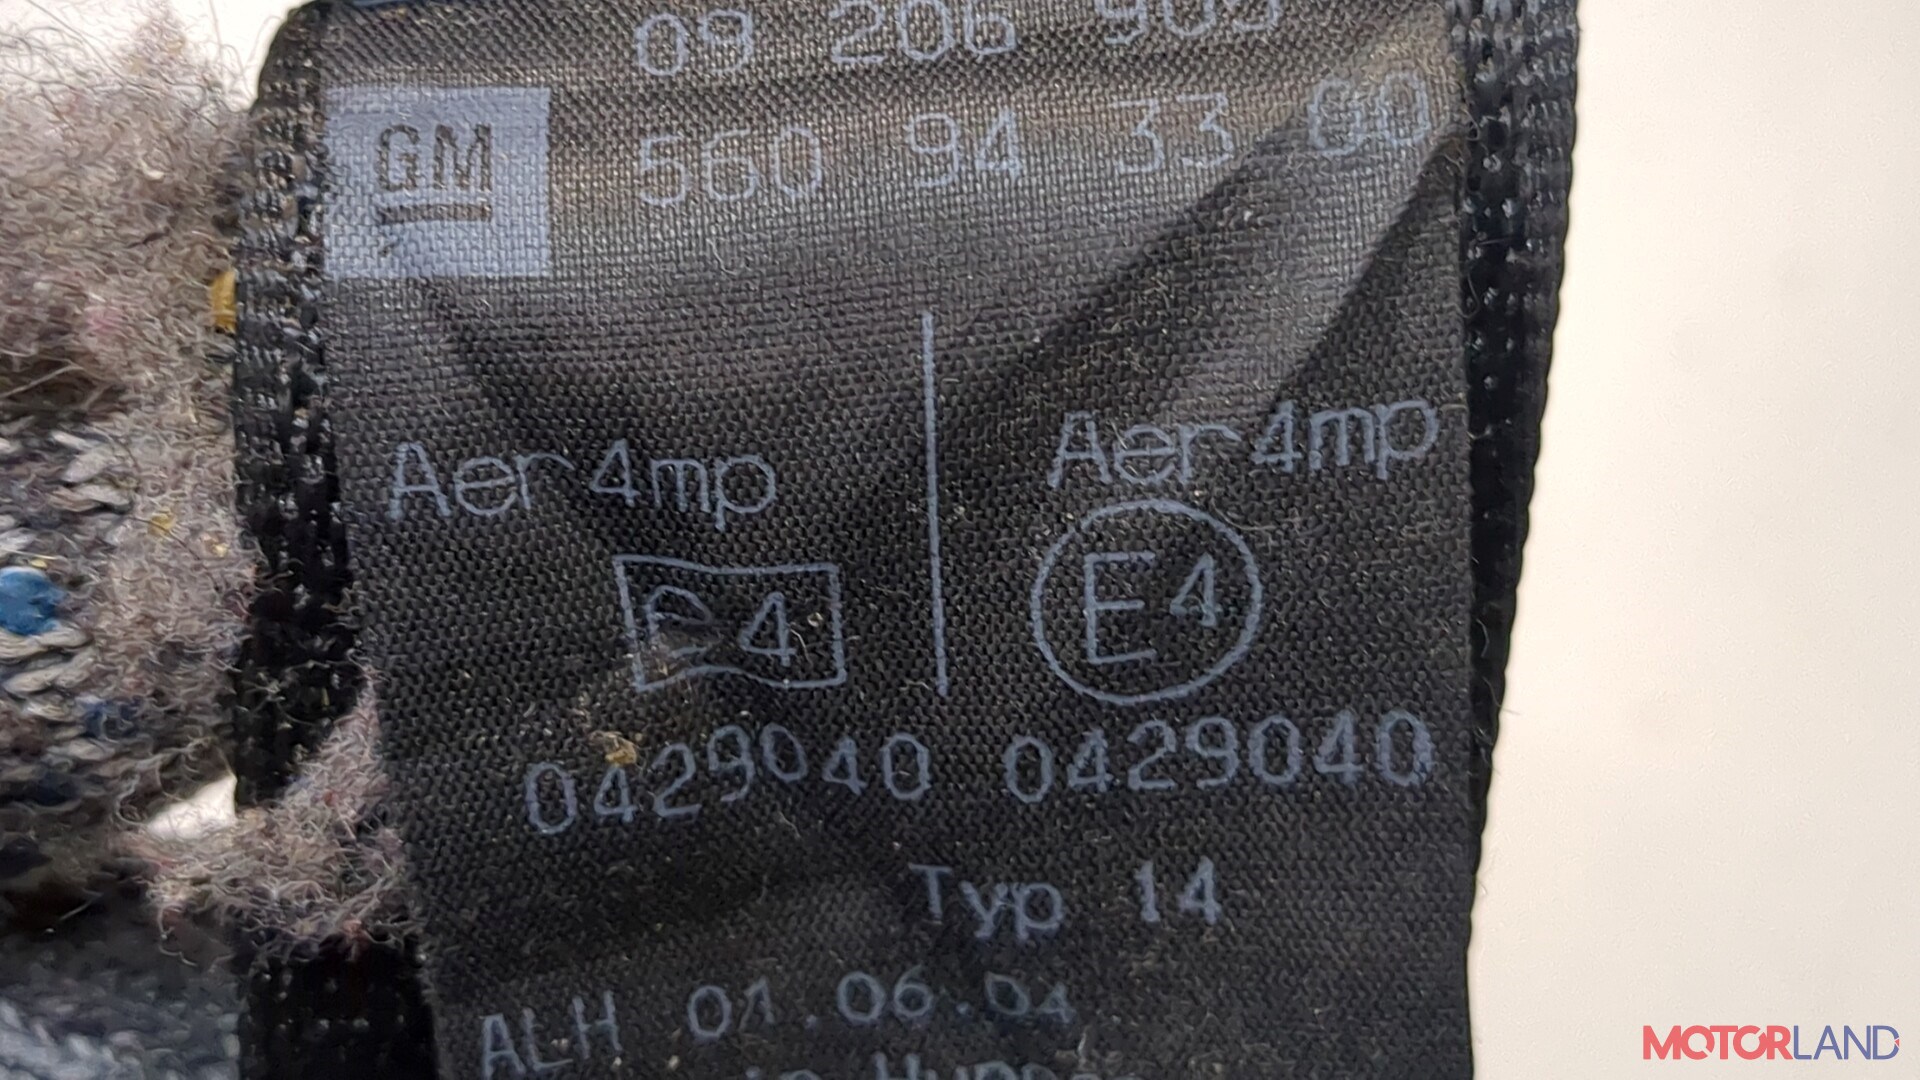 09 206 905
GM
560 94 33 00
Aer4mp Aer4mp
e4 E4
0429040 0429040
Typ 14
ALH 01.06.04
MOTORLAND